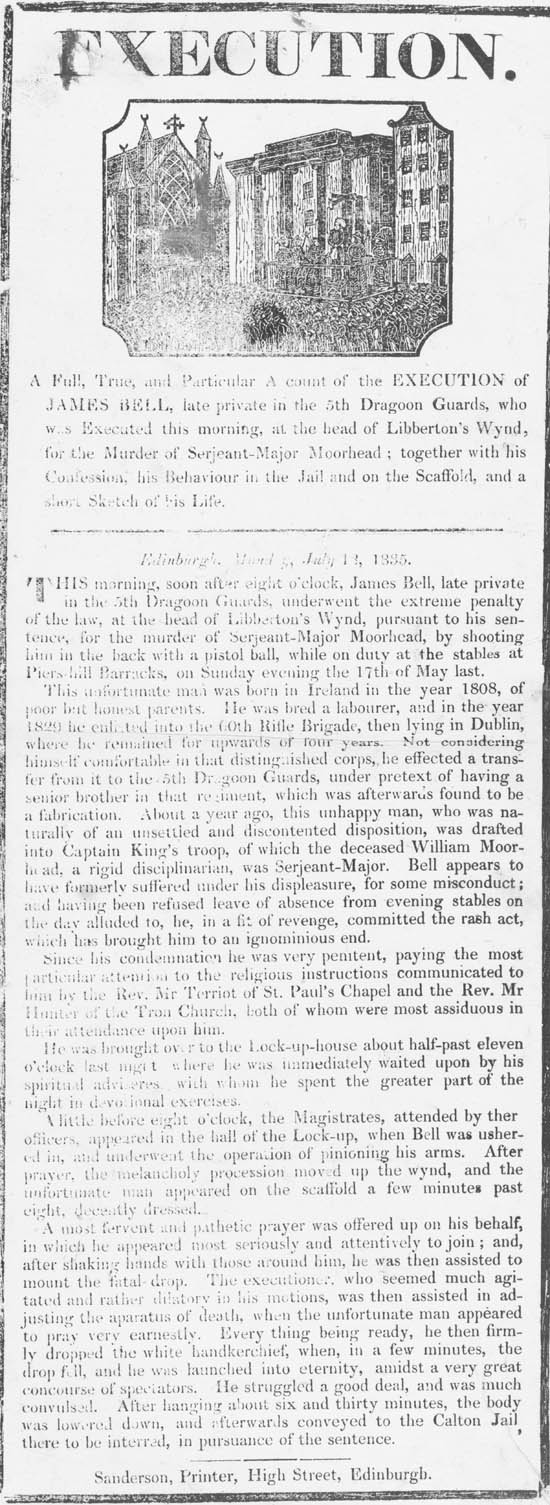 EXECUTION.
A Full, True, and Particular A count of the EXECUTION of
JAMES BELL, late private in the 5th Dragoon Guards, who
was Executed this morning, at the head of Libberton's Wynd,
for the Murder of Serjeant-Major Moorhead ; together with his
Confession, his Behaviour in the Jail and on the Scaffold, and a
short Sketch of his Life.
Edinburgh, Monday, July 13, 1835.
THIS morning, soon after eight o'clock, James Bell, late private
in the 5th Dragoon Guards, underwent the extreme penalty
of the law, at the head of Libberton's Wynd, pursuant to his sen-
tence, for the murder of Serjeant-Major Moorhead, by shooting
him in the back with a pistol ball, while on duty at the stables at
Piershill Barracks, on Sunday evening the 17th of May last.
This unfortunate man was born in Ireland in the year 1808, of
poor but honest parents. He was bred a labourer, and in the year
1829 he enlisted into the 60th Rifle Brigade, then lying in Dublin,
where he remained for upwards of four years. Not considering
himself comfortable in that distinguished corps, he effected a trans-
fer from it to the 5th Dragoon Guards, under pretext of having a
senior brother in that regiment, which was afterwards found to be
a fabrication. About a year ago, this unhappy man, who was na-
turally of an unsettled and discontented disposition, was drafted
into Captain King's troop, of which the deceased William Moor-
head, a rigid disciplinarian, was Serjeant-Major. Bell appears to
have formerly suffered under his displeasure, for some misconduct ;
and having been refused leave of absence from evening stables on
the day alluded to, he, in a fit of revenge, committed the rash act,
which has brought him to an ignominious end.
Since his condemnation he was very penitent, paying the most
particular attention to the religious instructions communicated to
him by the Rev. Mr Terriot of St. Paul's Chapel and the Rev. Mr
Hunter of the Tron Church, both of whom were most assiduous in
their attendance upon him.
He was brought over to the Lock-up-house about half-past eleven
o'clock last night where he was immediately waited upon by his
spiritual adviseres, with whom he spent the greater part of the
night in devotional exercises.
A little before eight o'clock, the Magistrates, attended by ther
officers, appeared in the hall of the Lock-up, when Bell was usher-
ed in, and underwent the operation of pinioning his arms. After
prayer, the melancholy procession moved up the wynd, and the
unfortunate man appeared on the scaffold a few minutes past
eight, decently dressed.
A most fervent and pathetic prayer was offered up on his behalf,
in which he appeared most seriously and attentively to join ; and,
after shaking hands with those around him, he was then assisted to
mount the fatal drop. The executioner, who seemed much agi-
tated and rather dilatory in his motions, was then assisted in ad-
justing the aparatus of death, when the unfortunate man appeared
to pray very earnestly. Every thing being ready, he then firm-
ly dropped the white handkerchief, when, in a few minutes, the
drop fell, and he was launched into eternity, amidst a very great
concourse of spectators. He struggled a good deal, and was much
convulsed. After hanging about six and thirty minutes, the body
was lowered down, and afterwards conveyed to the Calton Jail,
there to be interred, in pursuance of the sentence.
Sanderson, Printer, High Street, Edinburgh.